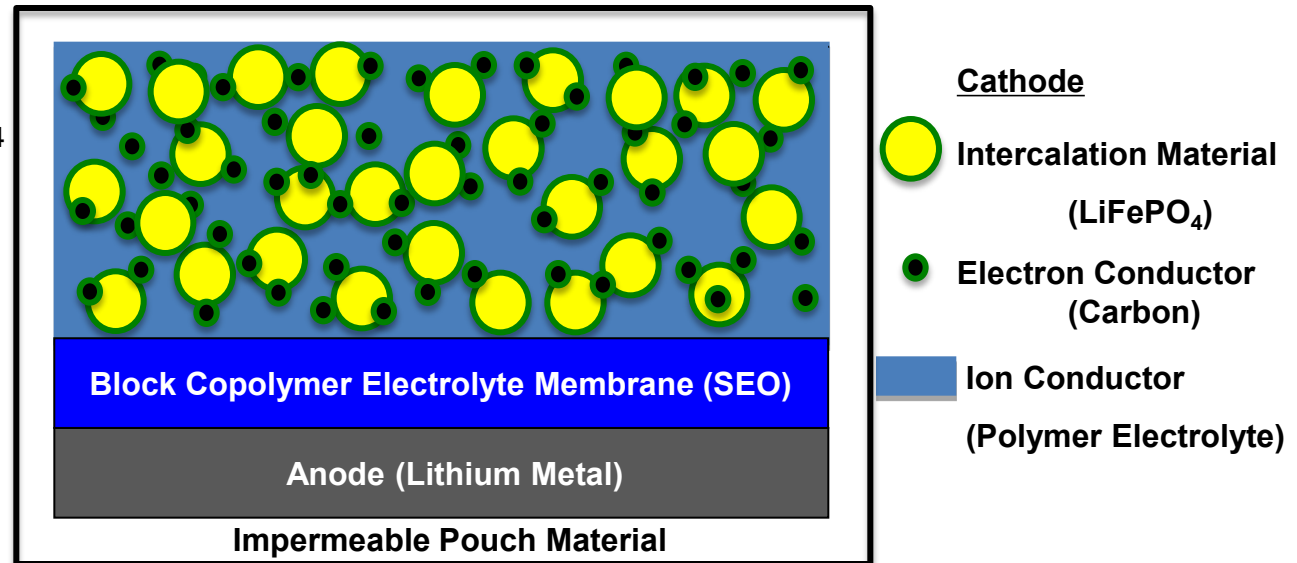 4
Block Copolymer Electrolyte Membrane (SEO)
Anode (Lithium Metal)
Impermeable Pouch Material
Cathode
Intercalation Material
(LiFePO₄)
Electron Conductor
(Carbon)
Ion Conductor
(Polymer Electrolyte)